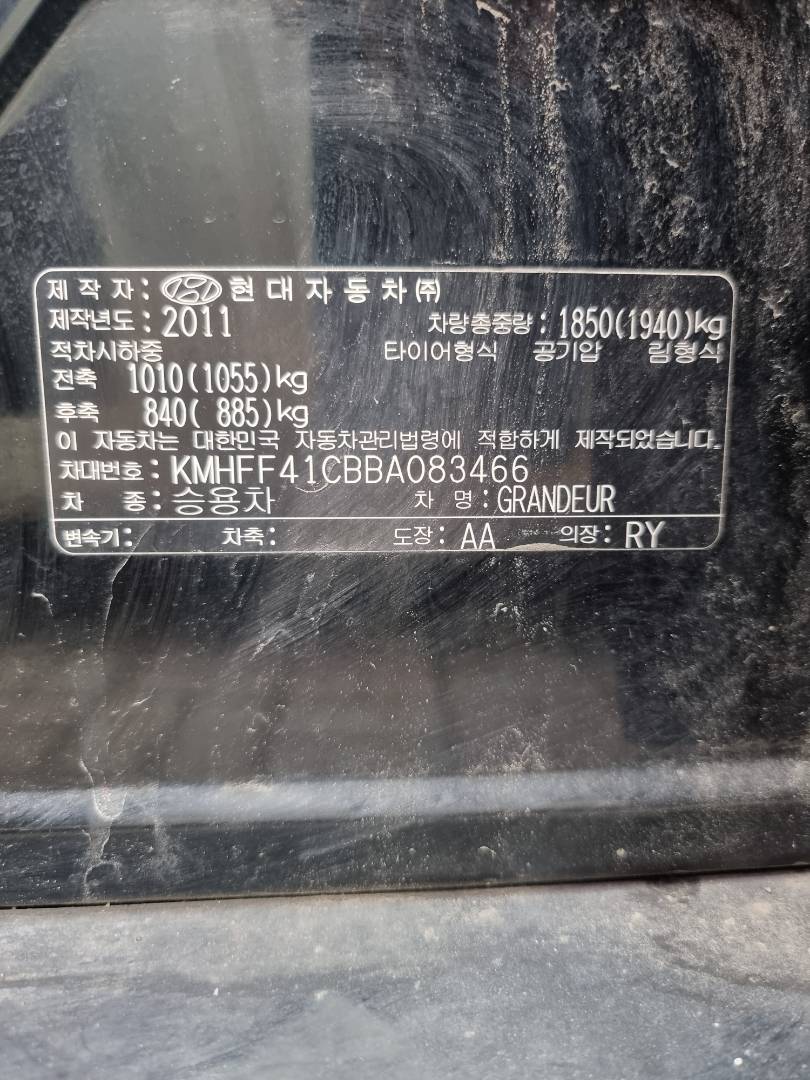 제 작 자 : 현대자동차㈜
제작년도 : 2011 차량총중량 : 1850(1940)kg
적차시하중 타이어형식 공기압 림형식
전축 1010(1055)kg
후축 840( 885)kg
이 자동차는 대한민국 자동차관리법령에 적합하게 제작되었습니다.
차대번호 : KMHFF41CBBA083466
차 종 : 승용차 차 명 : GRANDEUR
변속기 : 차축 : 도장 : AA 의장 : RY